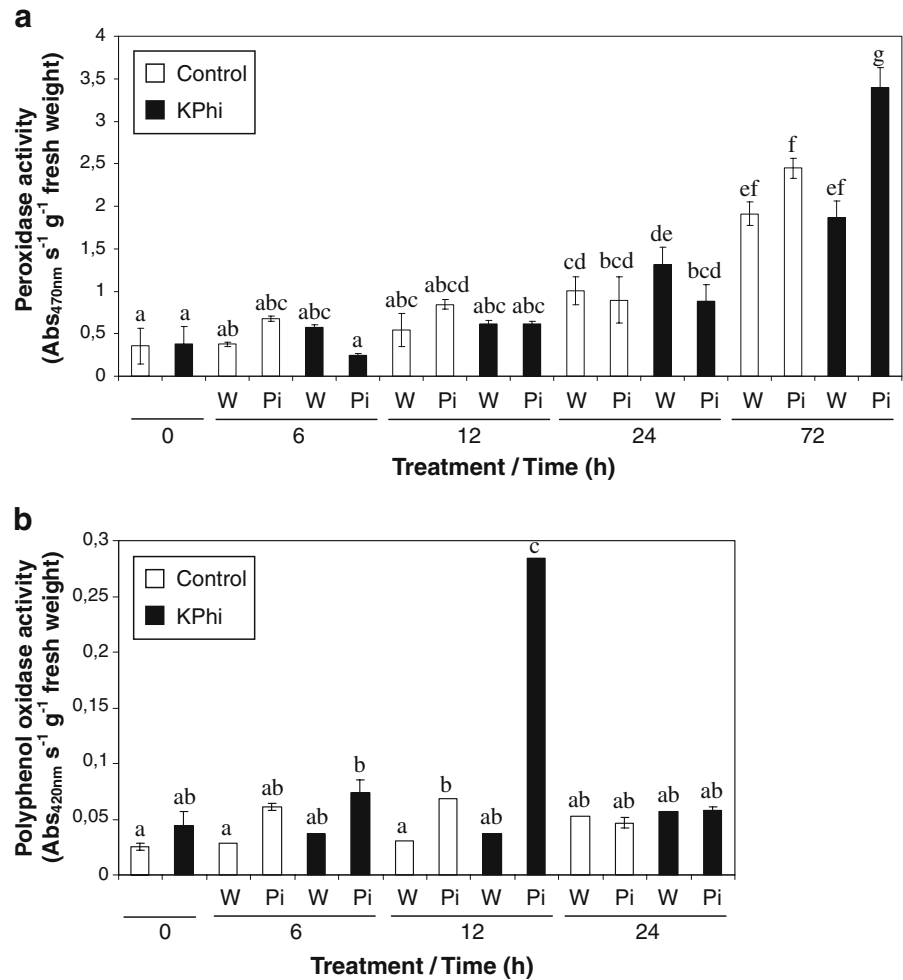 a
Peroxidase activity
(Abs470nm s-1 g-1 fresh weight)
4
3,5
3
2,5
2
1,5
1
0,5
0
Control
KPhi
a a ab abc abc a abc abcd abc abc cd bcd de bcd ef f ef g
W Pi W Pi W Pi W Pi W Pi W Pi W Pi W Pi
0 6 12 24 72
Treatment / Time (h)
b
Polyphenol oxidase activity
(Abs420nm s-1 g-1 fresh weight)
0,3
0,25
0,2
0,15
0,1
0,05
0
Control
KPhi
a ab a ab ab b a b ab c ab ab ab ab
W Pi W Pi W Pi W Pi W Pi W Pi
0 6 12 24
Treatment / Time (h)